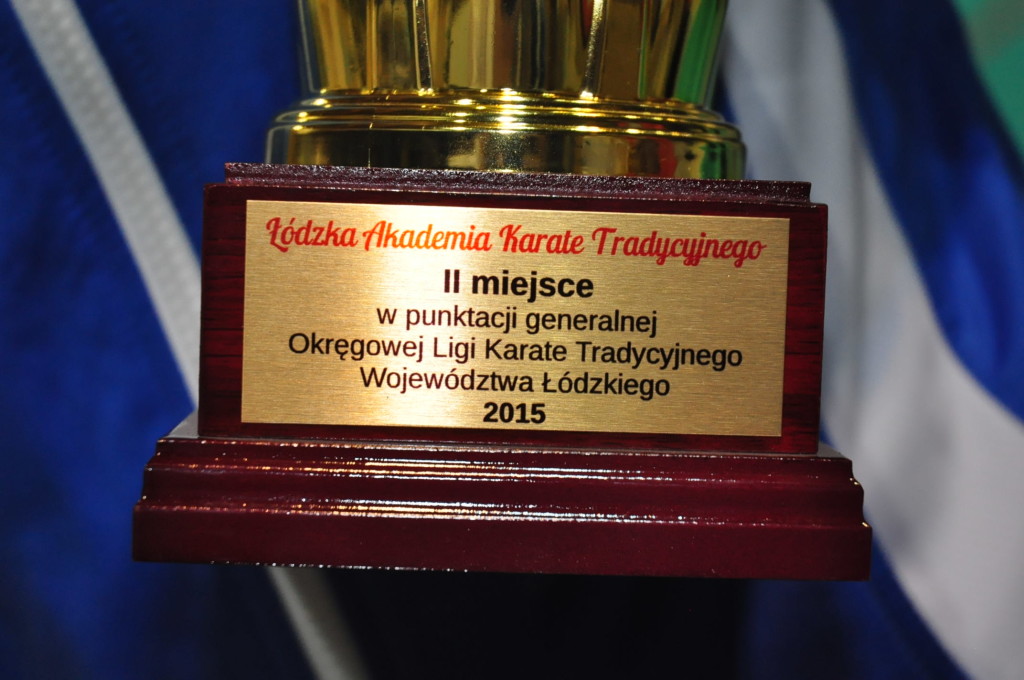 Łódzka Akademia Karate Tradycyjnego
II miejsce
w punktacji generalnej
Okręgowej Ligi Karate Tradycyjnego
Województwa Łódzkiego
2015